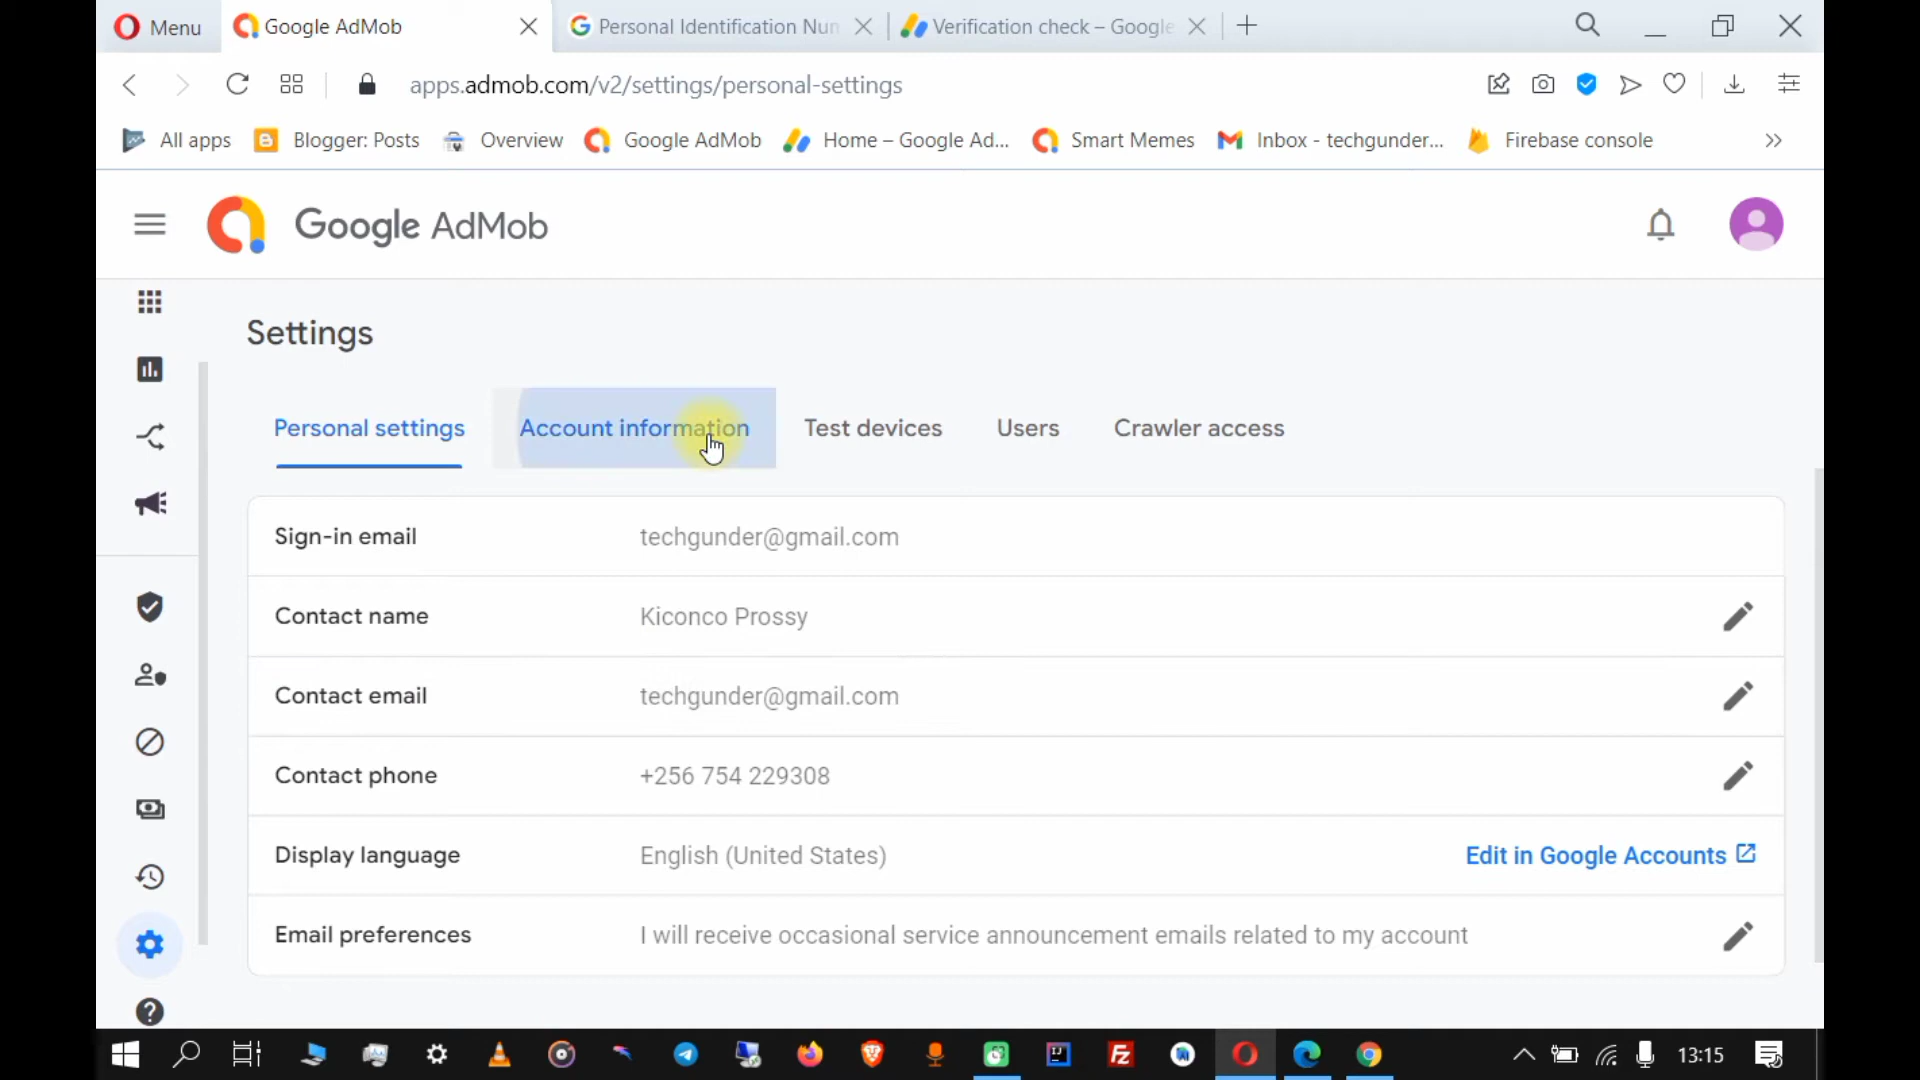 Menu
Google AdMob
Personal Identification Num
Verification check – Google
apps.admob.com/v2/settings/personal-settings
All apps
Blogger: Posts
Overview
Google AdMob
Home – Google Ad...
Smart Memes
Inbox - techgunder...
Firebase console
Google AdMob
Settings
Personal settings
Account information
Test devices
Users
Crawler access
Sign-in email
techgunder@gmail.com
Contact name
Kiconco Prossy
Contact email
techgunder@gmail.com
Contact phone
+256 754 229308
Display language
English (United States)
Edit in Google Accounts
Email preferences
I will receive occasional service announcement emails related to my account
13:15